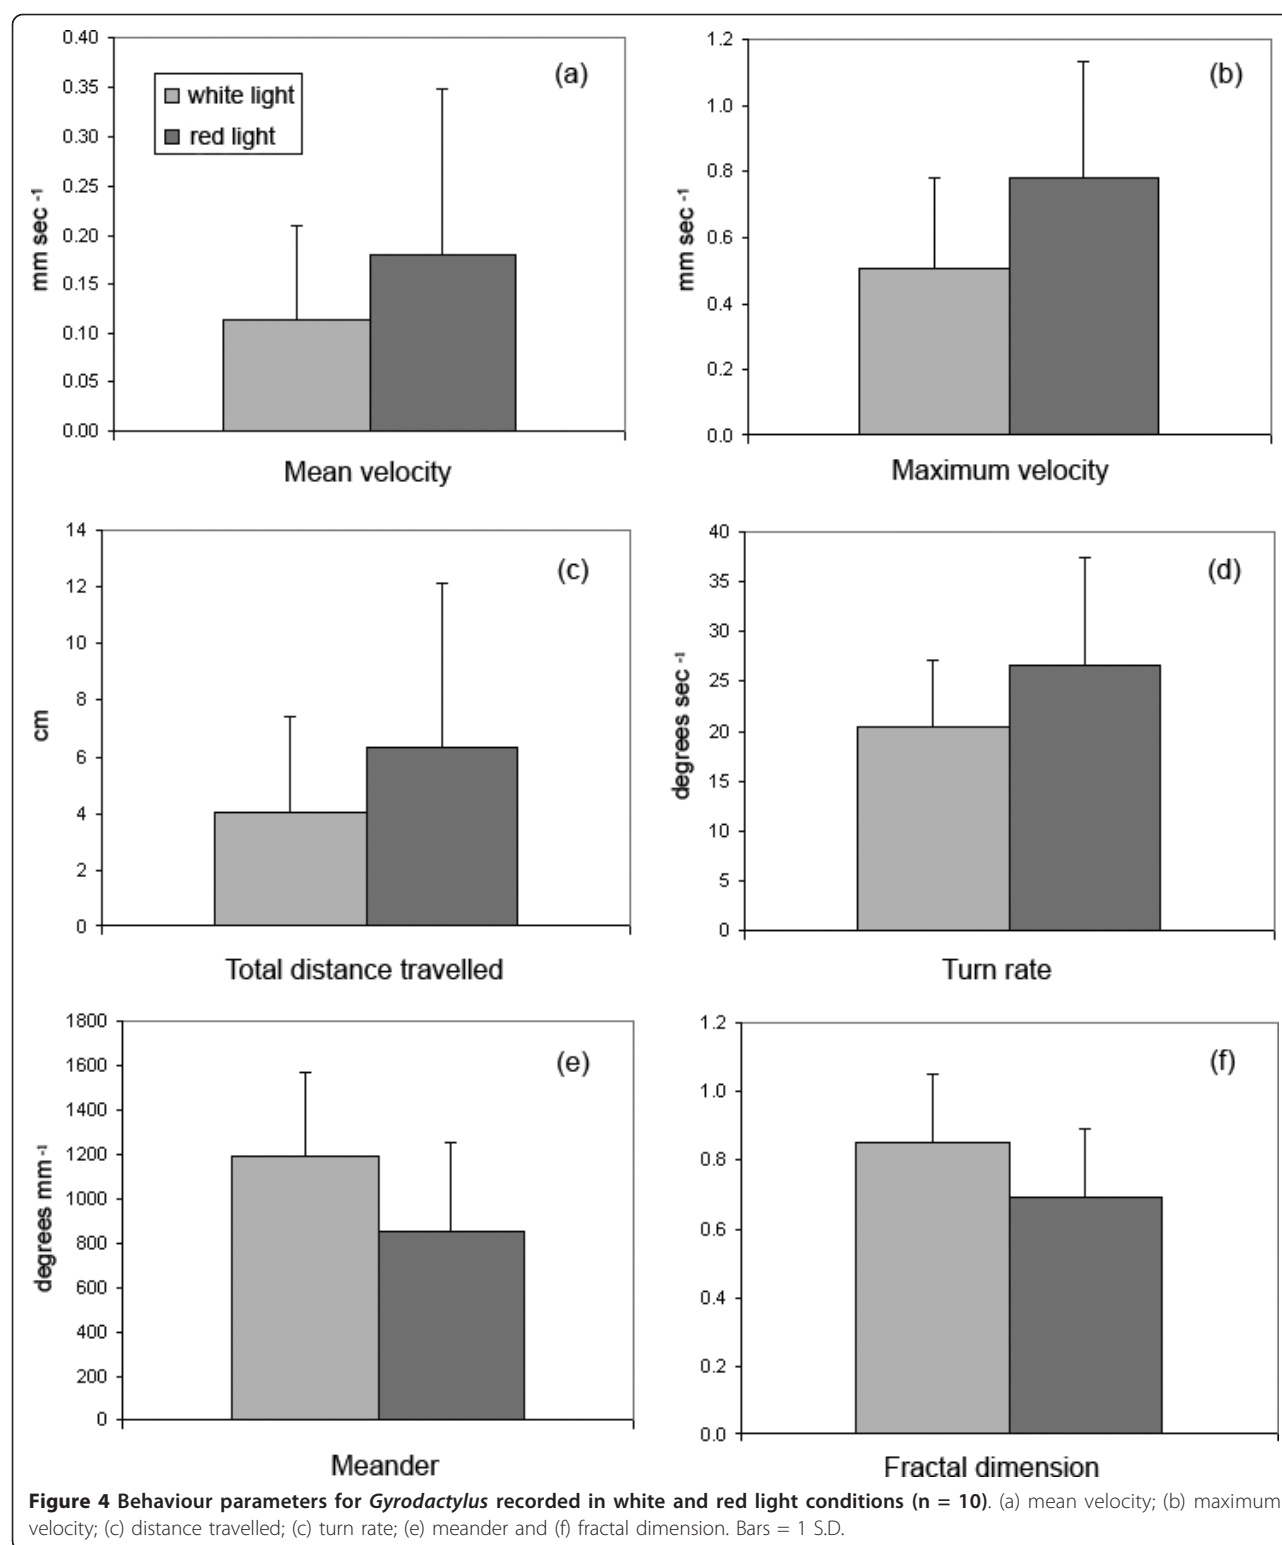 0.40
0.35
0.30
0.25
0.20
0.15
0.10
0.05
0.00
mm sec -1
white light
red light
(a)
Mean velocity
1.2
1.0
0.8
0.6
0.4
0.2
0.0
mm sec -1
(b)
Maximum velocity
14
12
10
8
6
4
2
0
cm
(c)
Total distance travelled
40
35
30
25
20
15
10
5
0
degrees sec -1
(d)
Turn rate
1800
1600
1400
1200
1000
800
600
400
200
0
degrees mm-1
(e)
Meander
1.2
1.0
0.8
0.6
0.4
0.2
0.0
(f)
Fractal dimension
Figure 4 Behaviour parameters for Gyrodactylus recorded in white and red light conditions (n = 10). (a) mean velocity; (b) maximum
velocity; (c) distance travelled; (c) turn rate; (e) meander and (f) fractal dimension. Bars = 1 S.D.